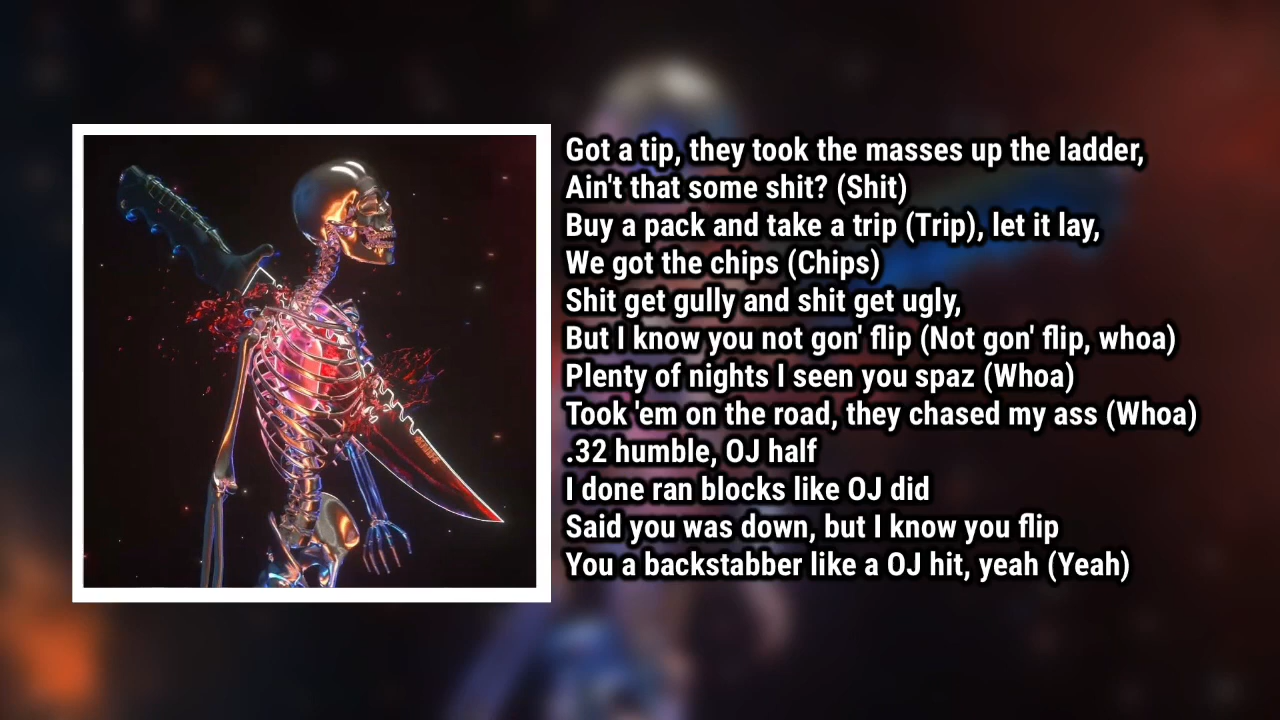 Got a tip, they took the masses up the ladder,
Ain't that some shit? (Shit)
Buy a pack and take a trip (Trip), let it lay,
We got the chips (Chips)
Shit get gully and shit get ugly,
But I know you not gon' flip (Not gon' flip, whoa)
Plenty of nights I seen you spaz (Whoa)
Took 'em on the road, they chased my ass (Whoa)
.32 humble, OJ half
I done ran blocks like OJ did
Said you was down, but I know you flip
You a backstabber like a OJ hit, yeah (Yeah)